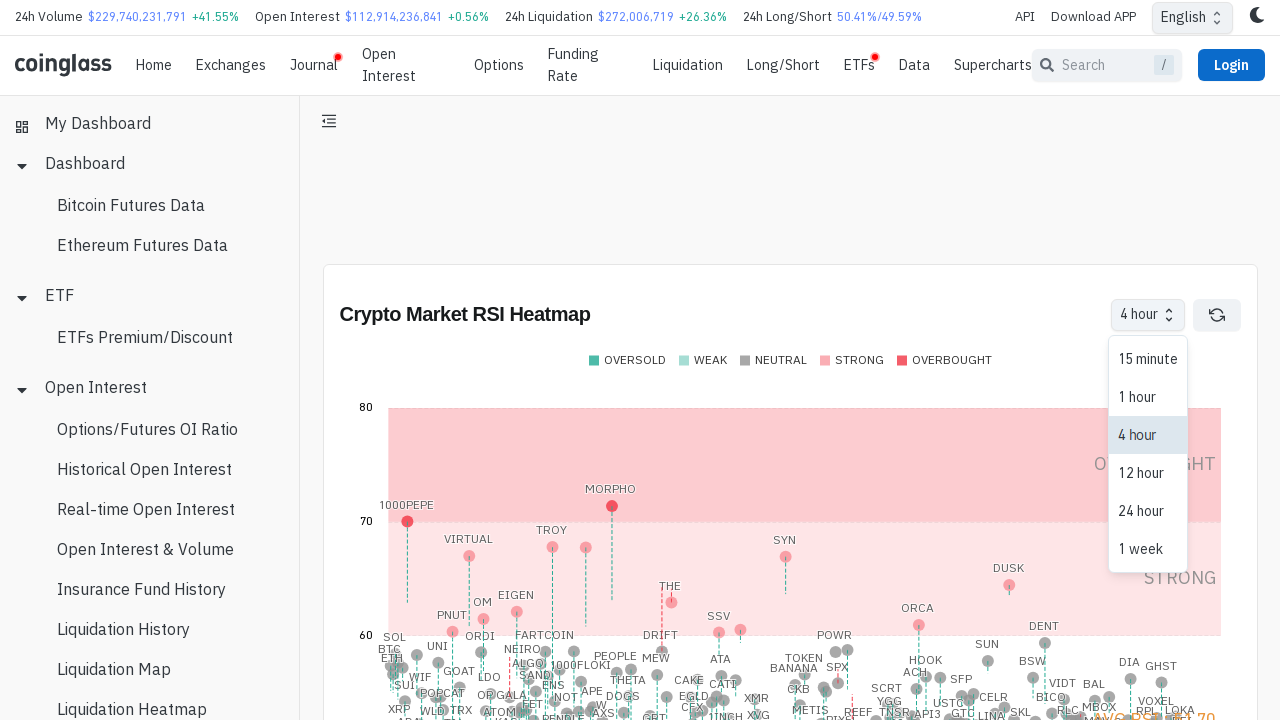 24h Volume $229,740,231,791 +41.55% Open Interest $112,914,236,841 +0.56% 24h Liquidation $272,006,719 +26.36% 24h Long/Short 50.41%/49.59% API Download APP English
coinglass Home Exchanges Journal Open Interest Options Funding Rate Liquidation Long/Short ETFs Data Supercharts Search / Login
My Dashboard
Dashboard
Bitcoin Futures Data
Ethereum Futures Data
ETF
ETFs Premium/Discount
Open Interest
Options/Futures OI Ratio
Historical Open Interest
Real-time Open Interest
Open Interest & Volume
Insurance Fund History
Liquidation History
Liquidation Map
Liquidation Heatmap
Crypto Market RSI Heatmap 4 hour
OVERSOLD WEAK NEUTRAL STRONG OVERBOUGHT
15 minute
1 hour
4 hour
12 hour
24 hour
1 week
80
MORPHO
1000PEPE
70
TROY
VIRTUAL
SYN
DUSK
STRONG
THE
EIGEN
OM
ORCA
PNUT
SSV
DENT
60
SOL
ORDI
FARTCOIN
DRIFT
POWR
BTC
UNI
NEIRO
SUN
ETH
PEOPLE
MEW
ATA
TOKEN
HOOK
BSW
DIA
GHST
ALGO
1000FLOKI
BANANA
SPX
ACH
GOAT
WIF
LDO
SAND
THETA
CAKE
SFP
SUI
ENS
CATI
CKB
SCRT
VIDT
BAL
POPCAT
OP
GALA
NOT
APE
DOGS
EGLD
XMR
CELR
BICO
VOXEL
XRP
WLD
TRX
ATOM
FET
W
AXS
CFX
METIS
YGG
USTC
MBOX
1INCH
XVG
API3
GTC
LINA
SKL
RLC
RPL
LOKA
PENDLE